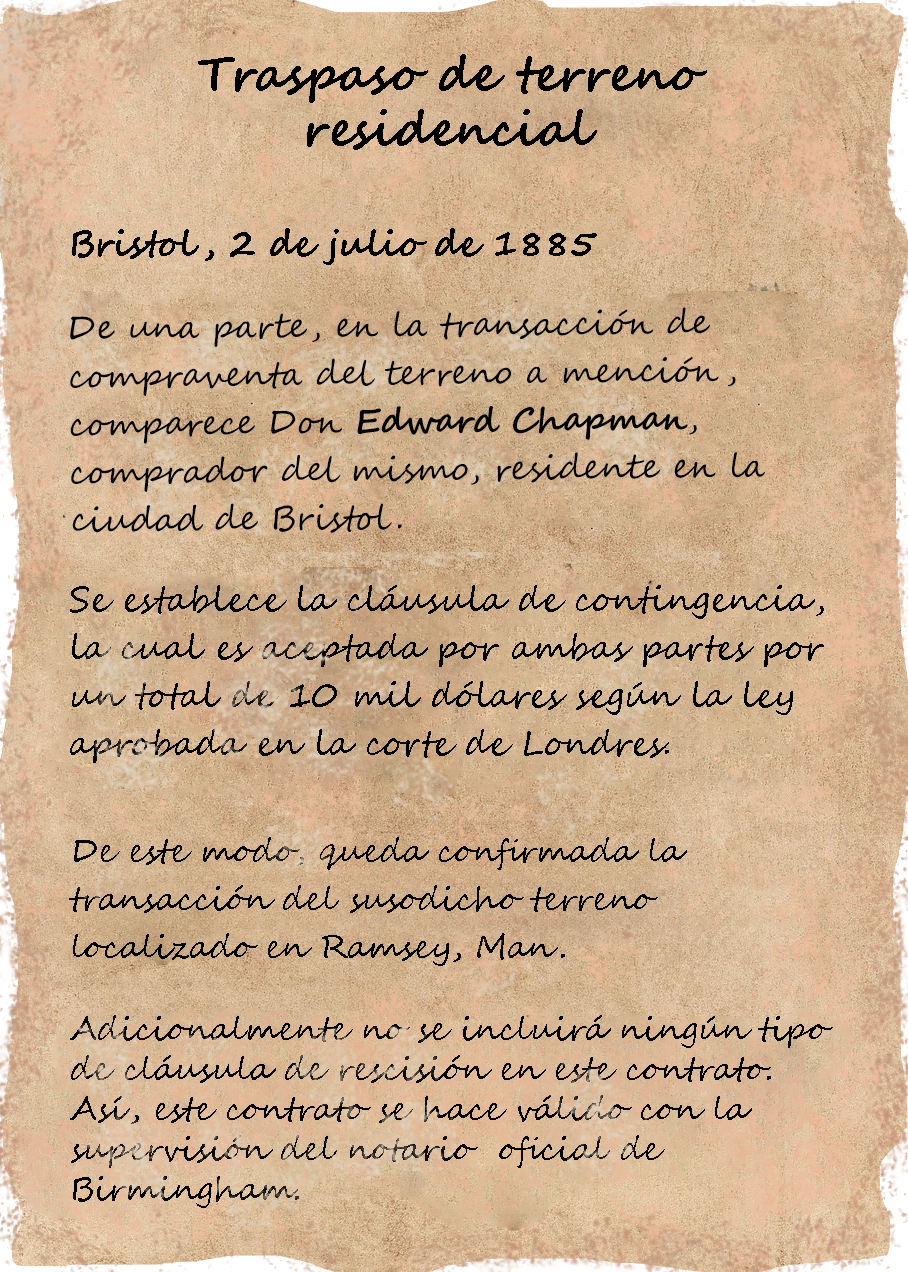 Traspaso de terreno
residencial
Bristol, 2 de julio de 1885
De una parte, en la transacción de
compraventa del terreno a mención,
comparece Don Edward Chapman,
comprador del mismo, residente en la
ciudad de Bristol.
Se establece la cláusula de contingencia,
la cual es aceptada por ambas partes por
un total de 10 mil dólares según la ley
aprobada en la corte de Londres.
De este modo, queda confirmada la
transacción del susodicho terreno
localizado en Ramsey, Man.
Adicionalmente no se incluirá ningún tipo
de cláusula de rescisión en este contrato.
Así, este contrato se hace válido con la
supervisión del notario oficial de
Birmingham.